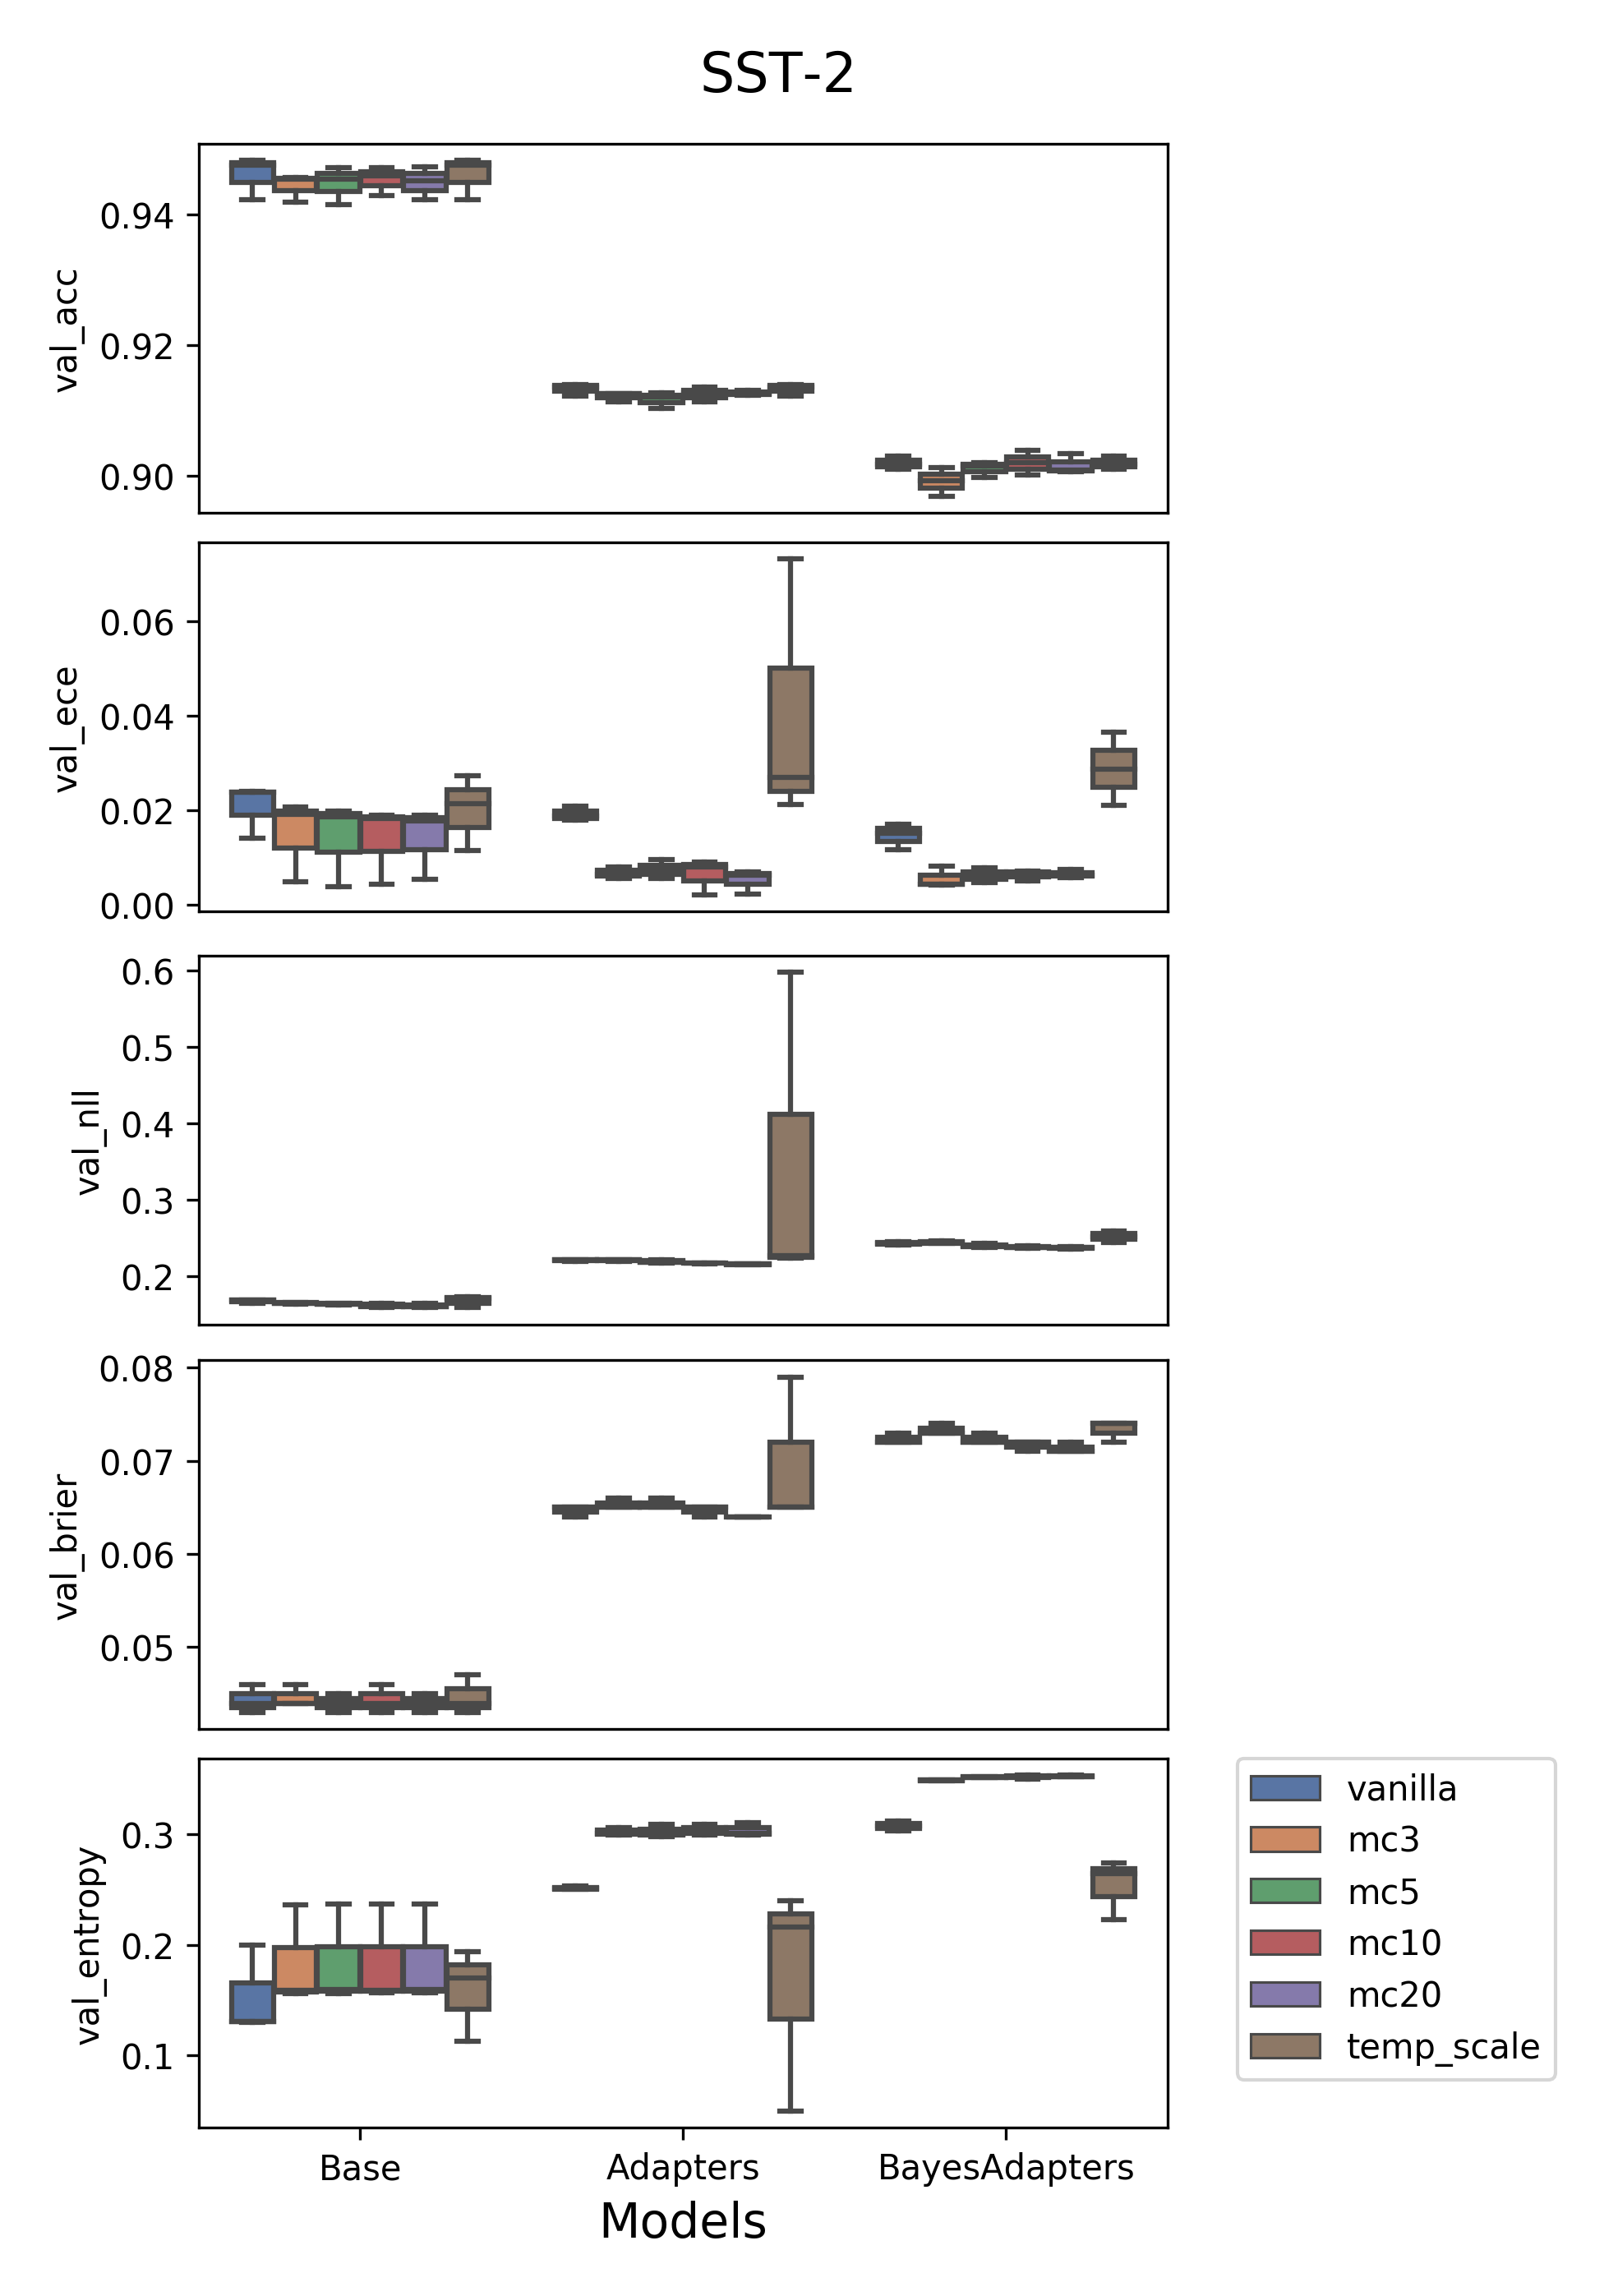 SST-2
val_acc
0.94
0.92
0.90
val_ece
0.06
0.04
0.02
0.00
val_nll
0.6
0.5
0.4
0.3
0.2
val_brier
0.08
0.07
0.06
0.05
val_entropy
0.3
0.2
0.1
vanilla
mc3
mc5
mc10
mc20
temp_scale
Base Adapters BayesAdapters
Models